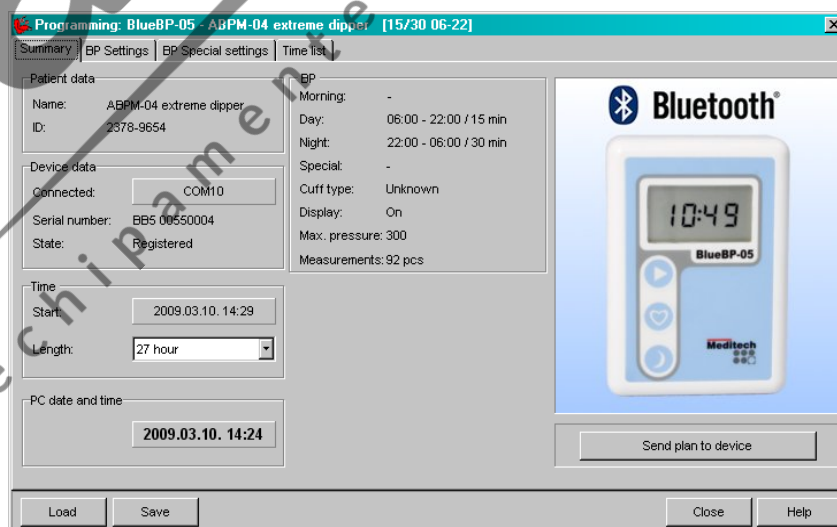 Programming: BlueBP-05 - ABPM-04 extreme dipper [15/30 06-22]
Summary BP Settings BP Special settings Time list
Patient data
Name: ABPM-04 extreme dipper
ID: 2378-9654
Device data
Connected: COM10
Serial number: BB5 00550004
State: Registered
Time
Start: 2009.03.10. 14:29
Length: 27 hour
PC date and time
2009.03.10. 14:24
BP
Morning: -
Day: 06:00 - 22:00 / 15 min
Night: 22:00 - 06:00 / 30 min
Special: -
Cuff type: Unknown
Display: On
Max. pressure: 300
Measurements: 92 pcs
Bluetooth®
10:49
BlueBP-05
Meditech
Send plan to device
Load Save Close Help
echipamente